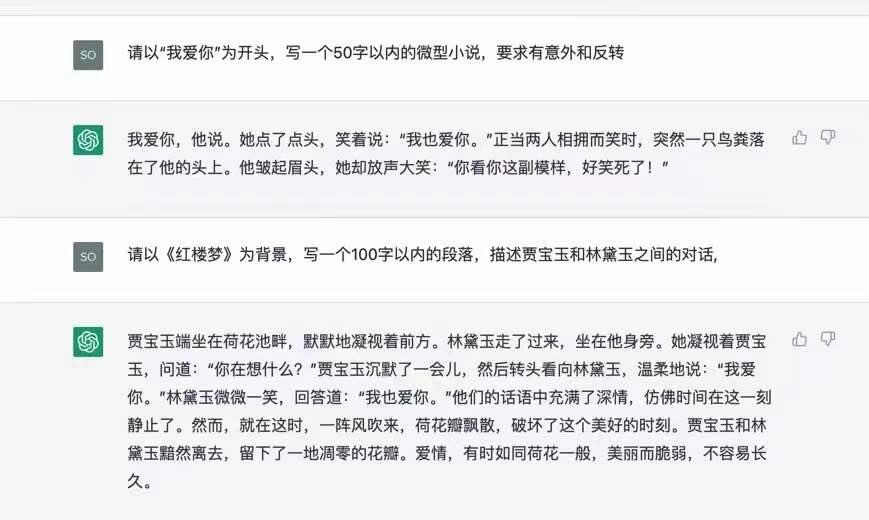 SO
请以“我爱你”为开头，写一个50字以内的微型小说，要求有意外和反转
我爱你，他说。她点了点头，笑着说：“我也爱你。”正当两人相拥而笑时，突然一只鸟粪落
在了他的头上。他皱起眉头，她却放声大笑：“你看你这副模样，好笑死了！”
SO
请以《红楼梦》为背景，写一个100字以内的段落，描述贾宝玉和林黛玉之间的对话,
贾宝玉端坐在荷花池畔，默默地凝视着前方。林黛玉走了过来，坐在他身旁。她凝视着贾宝
玉，问道：“你在想什么？”贾宝玉沉默了一会儿，然后转头看向林黛玉，温柔地说：“我爱
你。”林黛玉微微一笑，回答道：“我也爱你。”他们的话语中充满了深情，仿佛时间在这一刻
静止了。然而，就在这时，一阵风吹来，荷花瓣飘散，破坏了这个美好的时刻。贾宝玉和林
黛玉黯然离去，留下了一地凋零的花瓣。爱情，有时如同荷花一般，美丽而脆弱，不容易长
久。